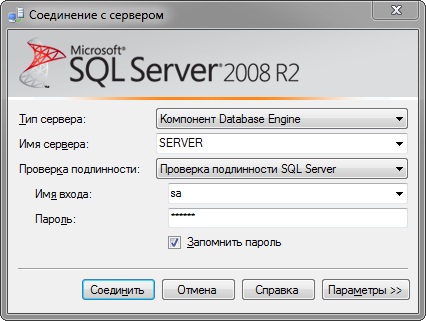 Соединение с сервером
Microsoft®
SQL Server® 2008 R2
Тип сервера: Компонент Database Engine
Имя сервера: SERVER
Проверка подлинности: Проверка подлинности SQL Server
Имя входа: sa
Пароль: ******
Запомнить пароль
Соединить Отмена Справка Параметры >>